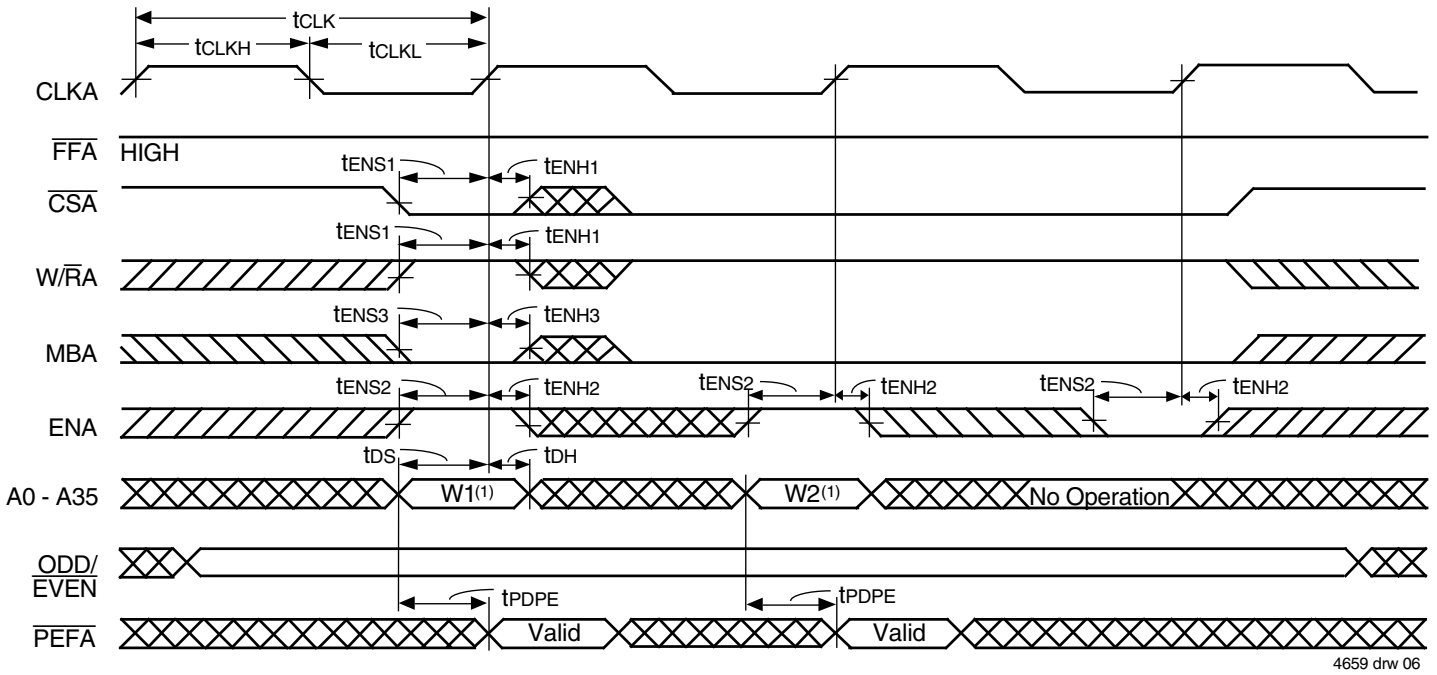 tCLK
tCLKH
tCLKL
CLKA
FFA HIGH
tENS1 tENH1
CSA
tENS1 tENH1
W/RA
tENS3 tENH3
MBA
tENS2 tENH2 tENS2 tENH2 tENS2 tENH2
ENA
tDS tDH
A0 - A35 W1(1) W2(1) No Operation
ODD/
EVEN
tPDPE tPDPE
PEFA Valid Valid
4659 drw 06